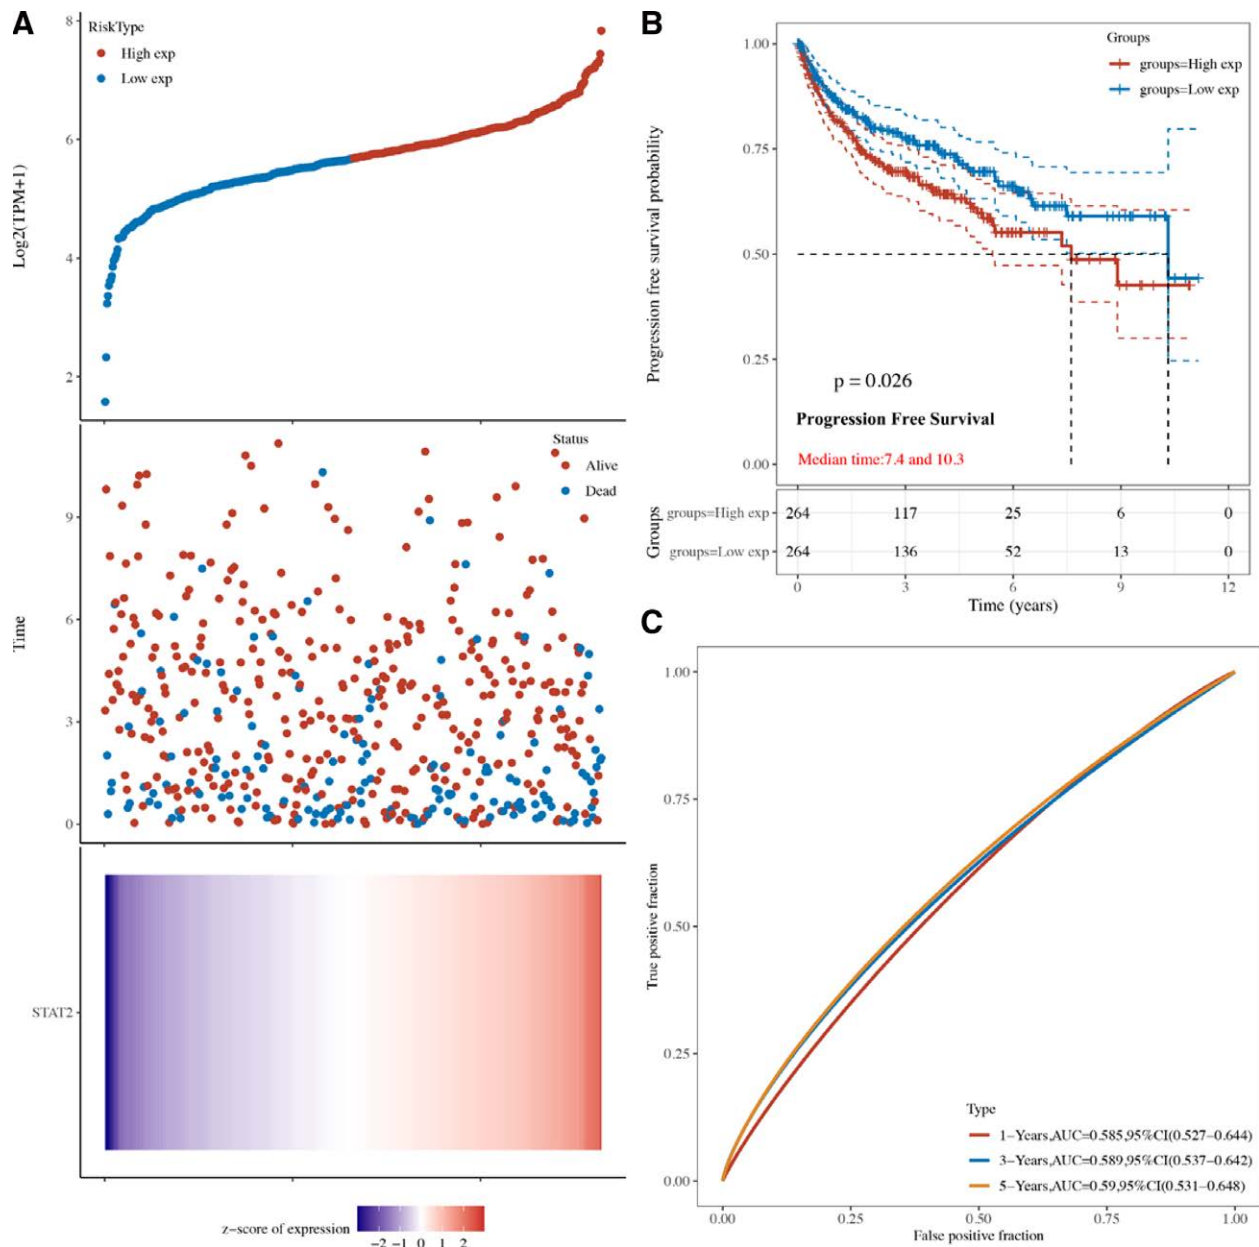 A
RiskType
High exp
Low exp
Log2(TPM+1)
8
6
4
2
Status
Alive
Dead
Time
9
6
3
0
STAT2
z−score of expression
−2 −1 0 1 2
B
Groups
groups=High exp
groups=Low exp
Progression free survival probability
1.00
0.75
0.50
0.25
0.00
p = 0.026
Progression Free Survival
Median time:7.4 and 10.3
Groups
groups=High exp 264 117 25 6 0
groups=Low exp 264 136 52 13 0
0 3 6 9 12
Time (years)
C
True positive fraction
1.00
0.75
0.50
0.25
0.00
Type
1−Years,AUC=0.585,95%CI(0.527−0.644)
3−Years,AUC=0.589,95%CI(0.537−0.642)
5−Years,AUC=0.59,95%CI(0.531−0.648)
0.00 0.25 0.50 0.75 1.00
False positive fraction